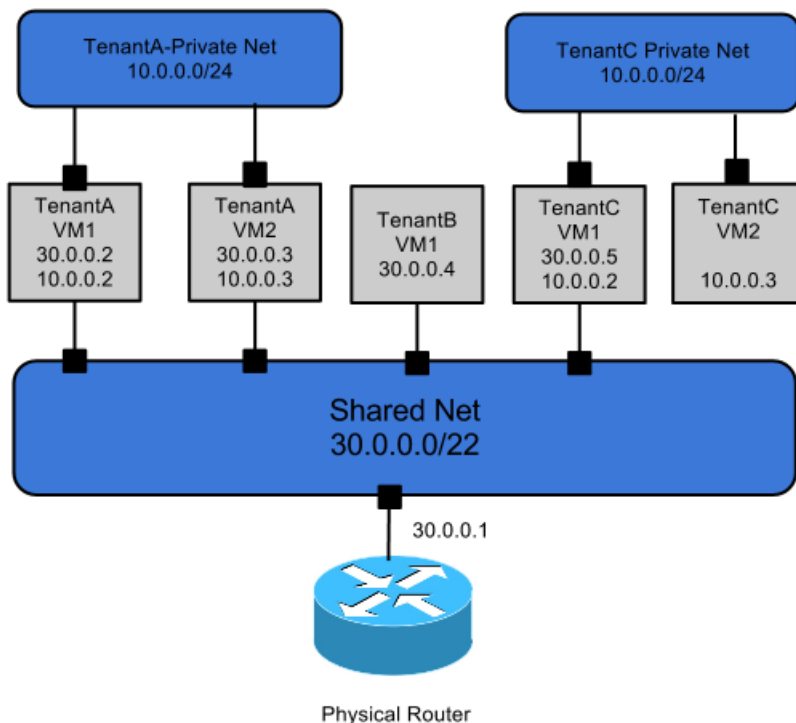 TenantA-Private Net
10.0.0.0/24
TenantC Private Net
10.0.0.0/24
TenantA
VM1
30.0.0.2
10.0.0.2
TenantA
VM2
30.0.0.3
10.0.0.3
TenantB
VM1
30.0.0.4
TenantC
VM1
30.0.0.5
10.0.0.2
TenantC
VM2
10.0.0.3
Shared Net
30.0.0.0/22
30.0.0.1
Physical Router